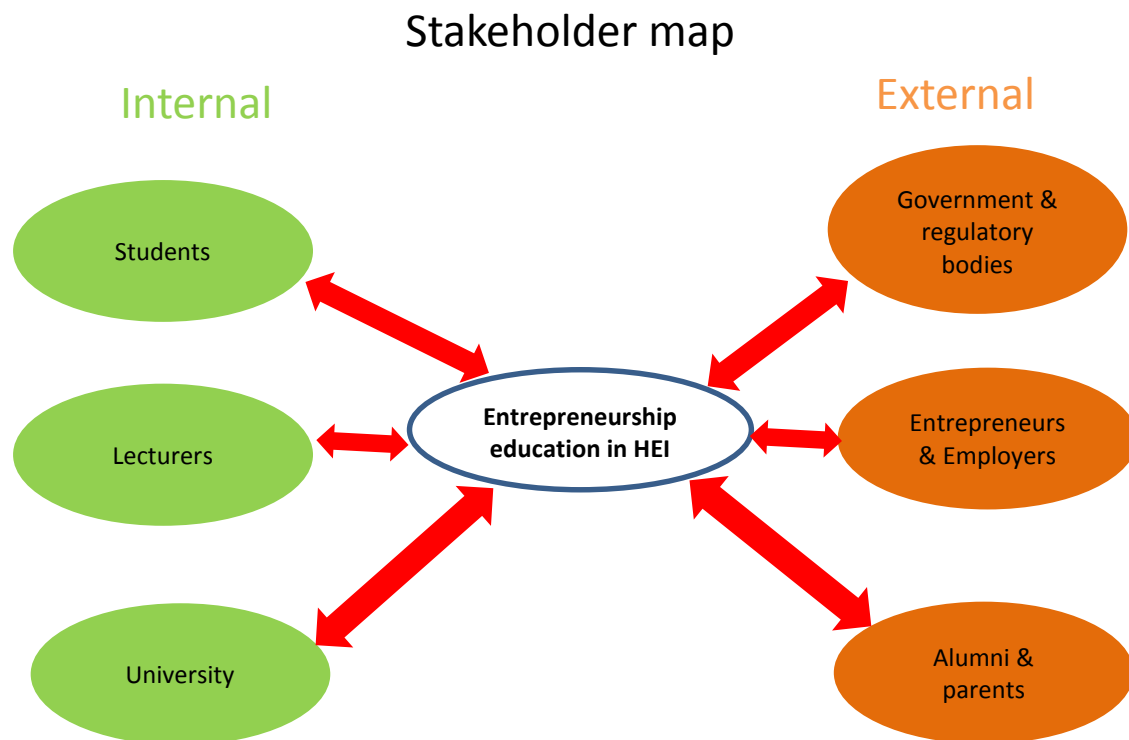 Stakeholder map
Internal
External
Students
Government &
regulatory
bodies
Entrepreneurship
education in HEI
Lecturers
Entrepreneurs
& Employers
University
Alumni &
parents